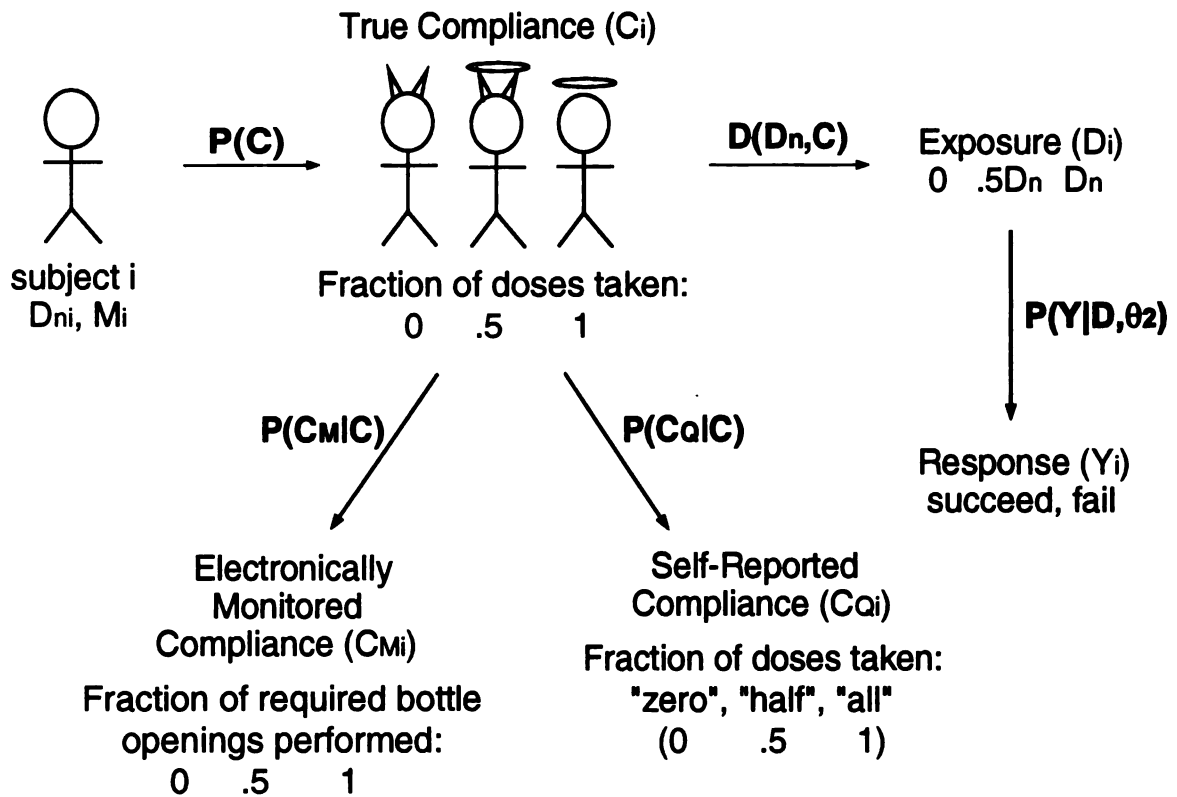 True Compliance (Ci)
P(C)
D(Dn,C)
Exposure (Di)
0 .5Dn Dn
subject i
Dni, Mi
Fraction of doses taken:
0 .5 1
P(Y|D,θ2)
P(CM|C)
P(CQ|C)
Response (Yi)
succeed, fail
Electronically
Monitored
Compliance (CMi)
Fraction of required bottle
openings performed:
0 .5 1
Self-Reported
Compliance (CQi)
Fraction of doses taken:
"zero", "half", "all"
(0 .5 1)